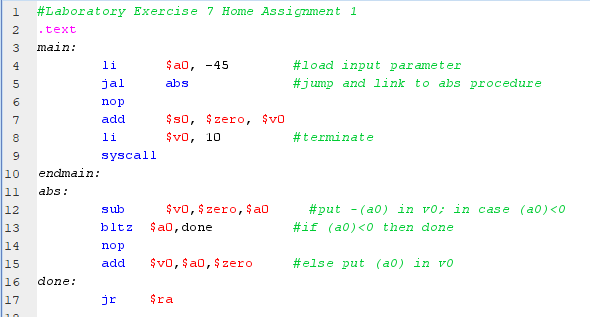 1 #Laboratory Exercise 7 Home Assignment 1
2 .text
3 main:
4 li $a0, -45 #load input parameter
5 jal abs #jump and link to abs procedure
6 nop
7 add $s0, $zero, $v0
8 li $v0, 10 #terminate
9 syscall
10 endmain:
11 abs:
12 sub $v0,$zero,$a0 #put -(a0) in v0; in case (a0)<0
13 bltz $a0,done #if (a0)<0 then done
14 nop
15 add $v0,$a0,$zero #else put (a0) in v0
16 done:
17 jr $ra